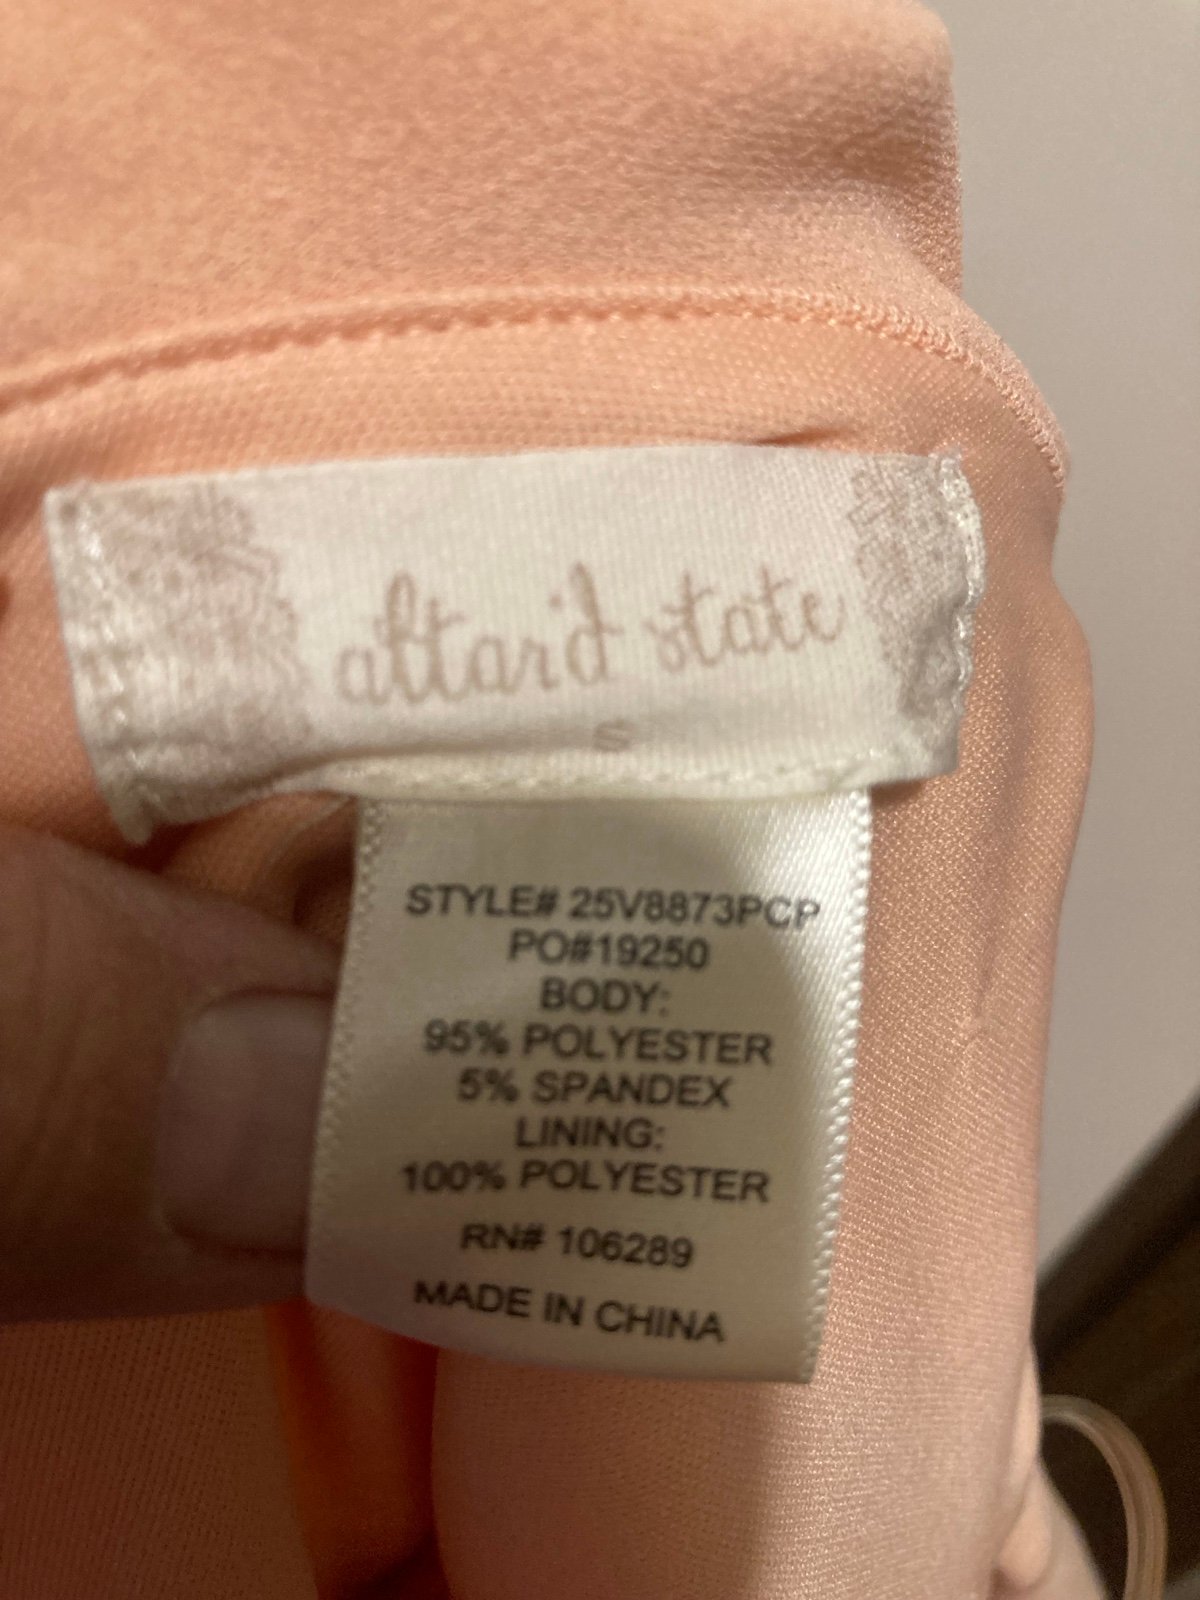 altar'd state
S
STYLE# 25V8873PCP
PO#19250
BODY:
95% POLYESTER
5% SPANDEX
LINING:
100% POLYESTER
RN# 106289
MADE IN CHINA